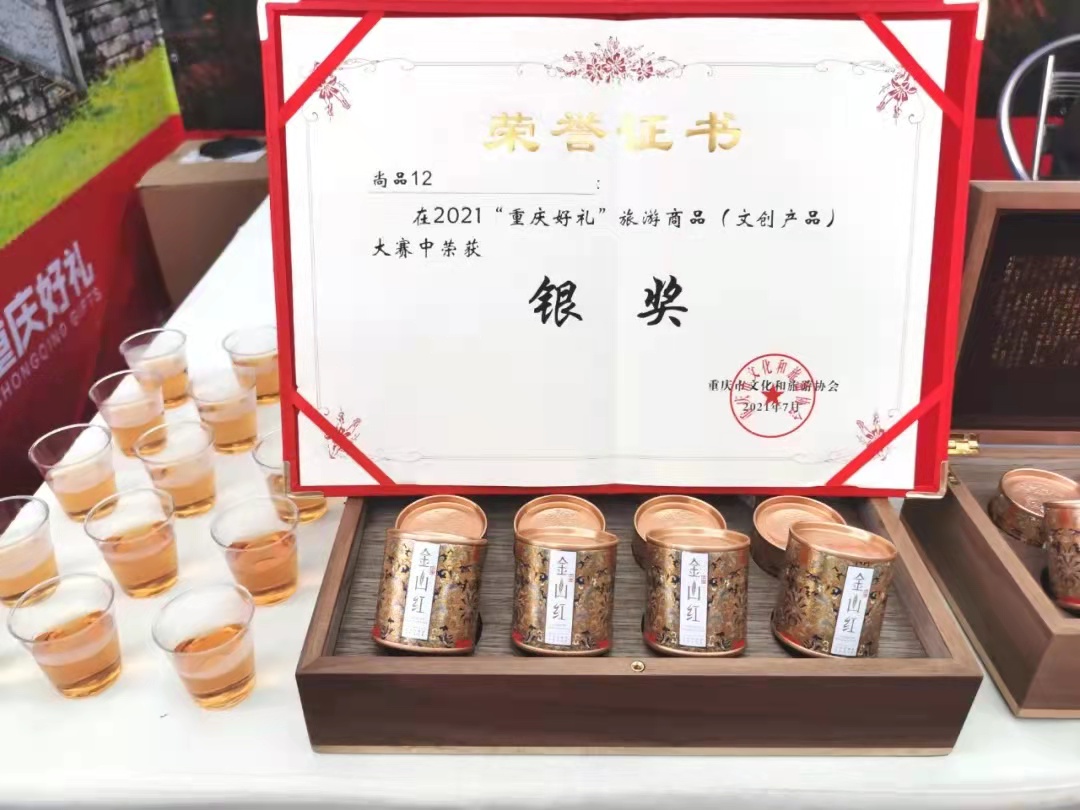 荣誉证书
尚品12：
在2021“重庆好礼”旅游商品（文创产品）
大赛中荣获
银 奖
重庆市文化和旅游协会
2021年7月
重庆好礼
CHONGQING GIFTS
金山红
金山红
金山红
金山红